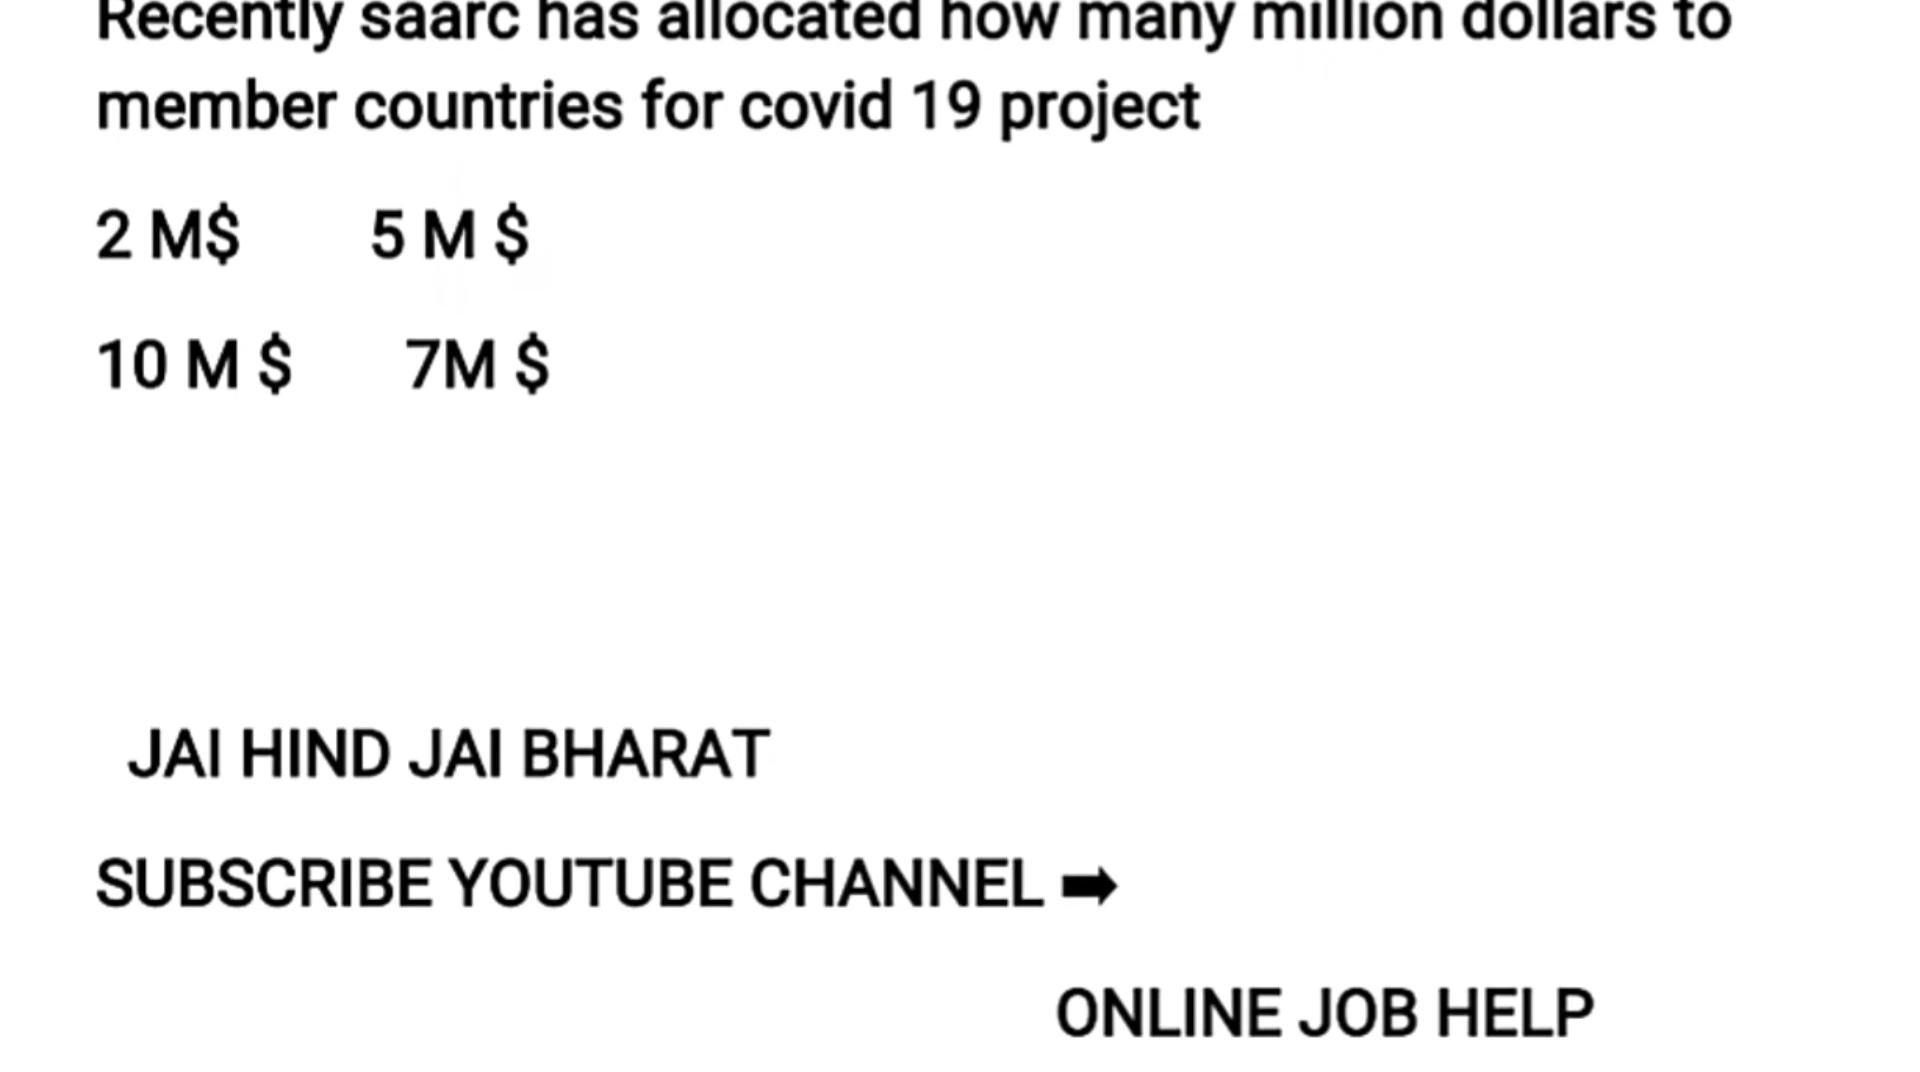 Recently saarc has allocated how many million dollars to
member countries for covid 19 project
2 M$ 5 M $
10 M $ 7M $
JAI HIND JAI BHARAT
SUBSCRIBE YOUTUBE CHANNEL ➡
ONLINE JOB HELP